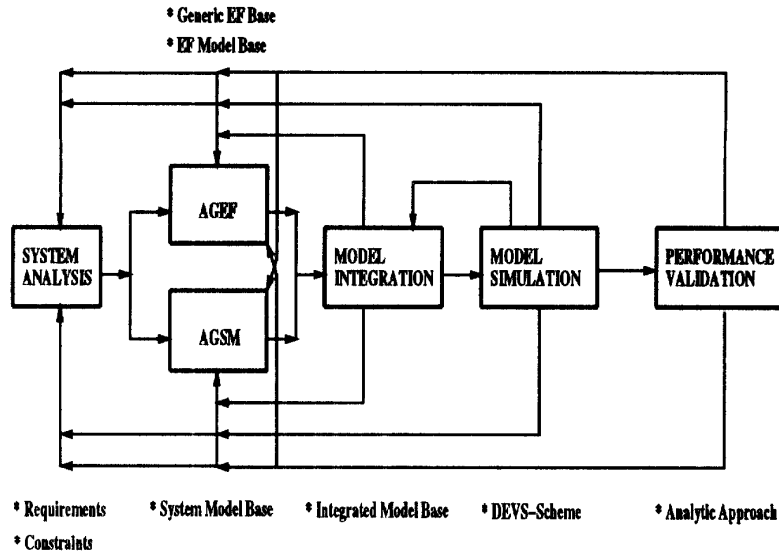 * Generic EF Base
* EF Model Base
AGEF
SYSTEM
ANALYSIS
MODEL
INTEGRATION
MODEL
SIMULATION
PERFORMANCE
VALIDATION
AGSM
* Requirements
* Constraints
* System Model Base
* Integrated Model Base
* DEVS-Scheme
* Analytic Approach